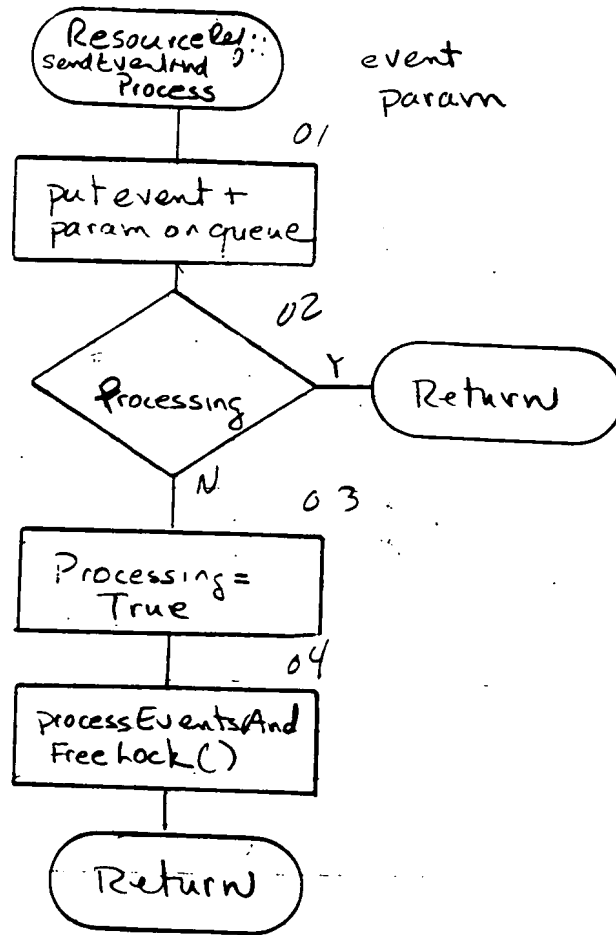 ResourceReg::
sendEventAnd
Process
event
param
01
put event +
param on queue
02
Processing
Y
Return
N
03
Processing =
True
04
processEventsAnd
FreeLock()
Return